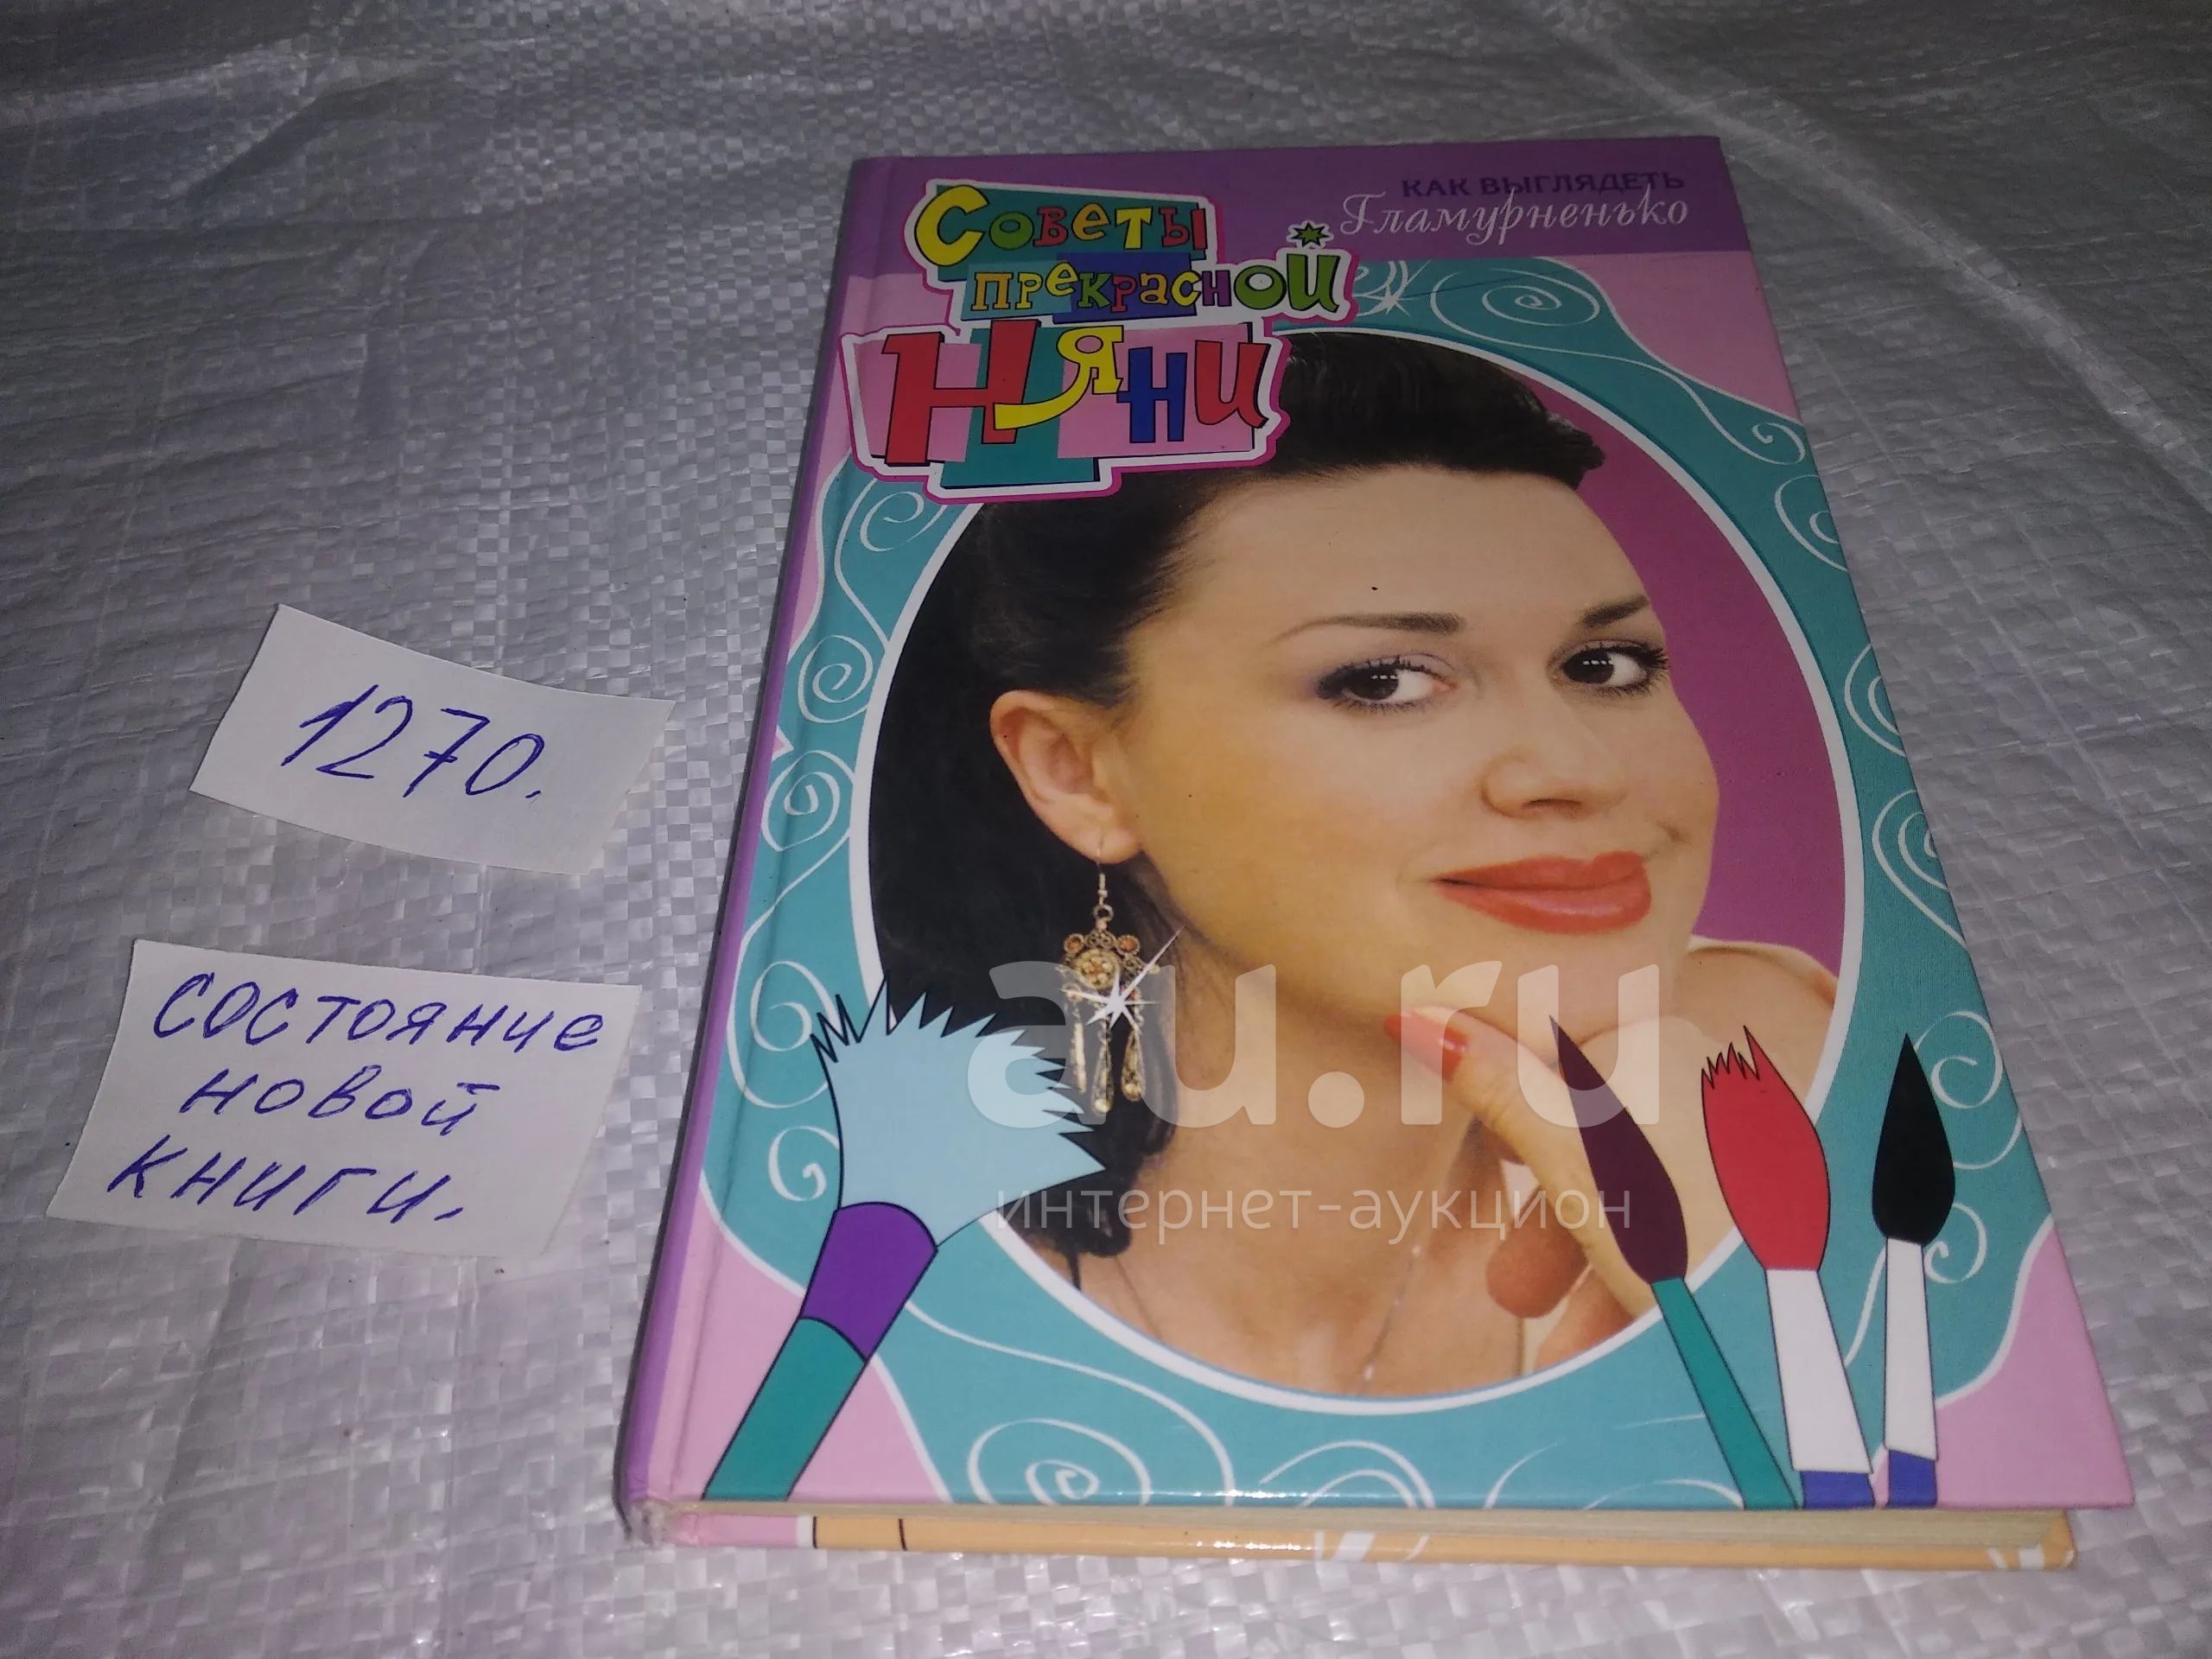 КАК ВЫГЛЯДЕТЬ
Гламурненько
Советы
прекрасной
Няни
1270.
состояние
новой
книги.
au.ru
интернет-аукцион